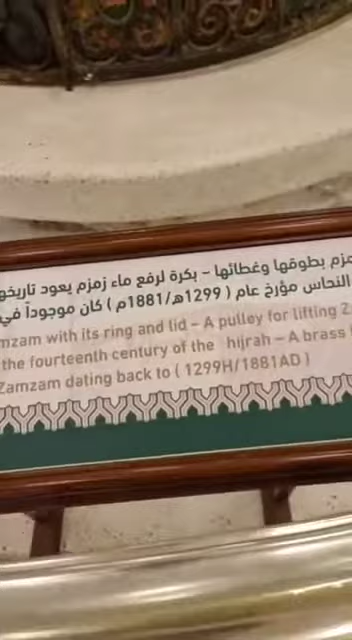 مزم بطوقها وغطائها - بكرة لرفع ماء زمزم يعود تاريخه
النحاس مؤرخ عام ( 1299هـ/1881م ) كان موجوداً في
mzam with its ring and lid - A pulley for lifting Z
the fourteenth century of the hijrah - A brass
Zamzam dating back to ( 1299H/1881AD )